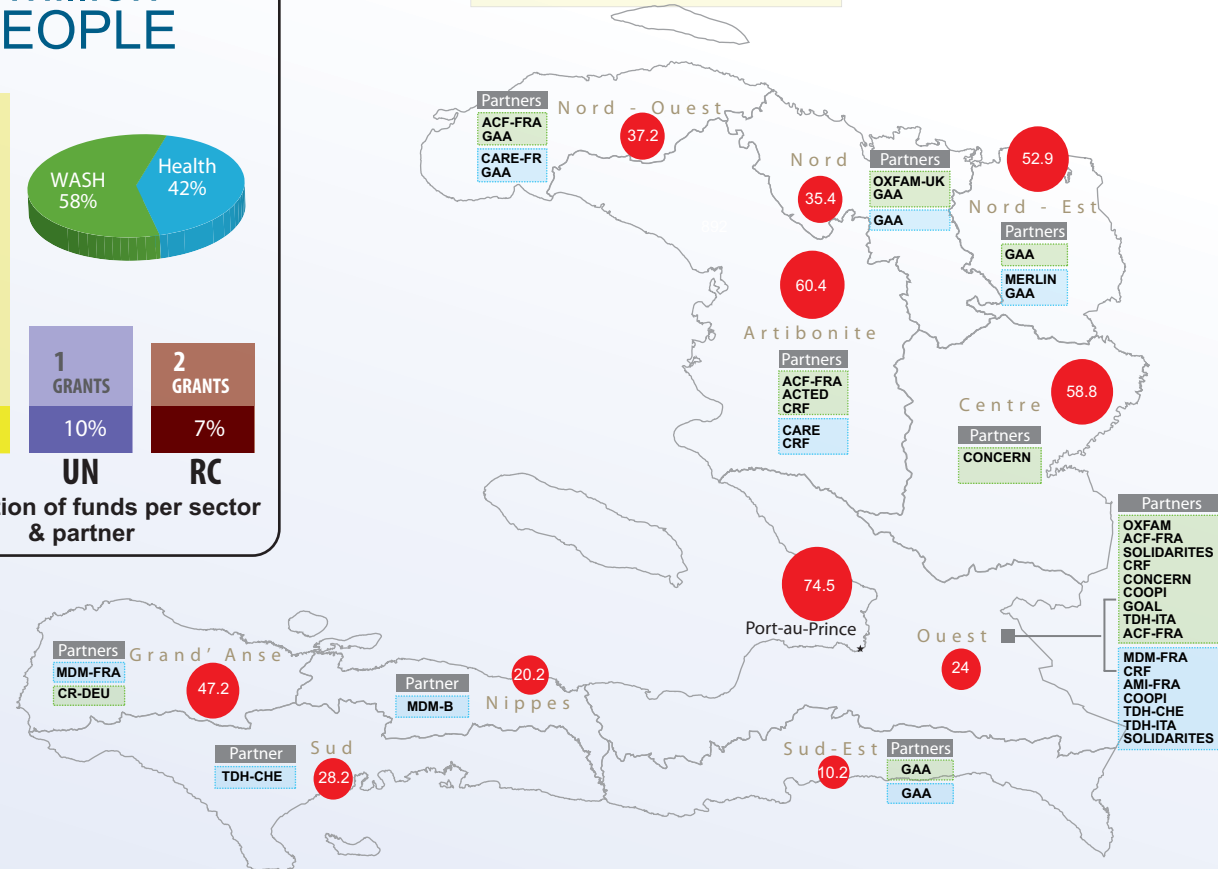 EOPLE
WASH
58%
Health
42%
1
GRANTS
10%
UN
2
GRANTS
7%
RC
tion of funds per sector
& partner
Partners
ACF-FRA
GAA
CARE-FR
GAA
Nord - Ouest
37.2
Nord
35.4
Partners
OXFAM-UK
GAA
GAA
52.9
Nord - Est
Partners
GAA
MERLIN
GAA
60.4
Artibonite
Partners
ACF-FRA
ACTED
CRF
CARE
CRF
Centre
58.8
Partners
CONCERN
74.5
Port-au-Prince
Ouest
24
Partners
OXFAM
ACF-FRA
SOLIDARITES
CRF
CONCERN
COOPI
GOAL
TDH-ITA
ACF-FRA
MDM-FRA
CRF
AMI-FRA
COOPI
TDH-CHE
TDH-ITA
SOLIDARITES
Partners
MDM-FRA
CR-DEU
Grand' Anse
47.2
Partner
MDM-B
20.2
Nippes
Partner
TDH-CHE
Sud
28.2
Sud-Est
10.2
Partners
GAA
GAA